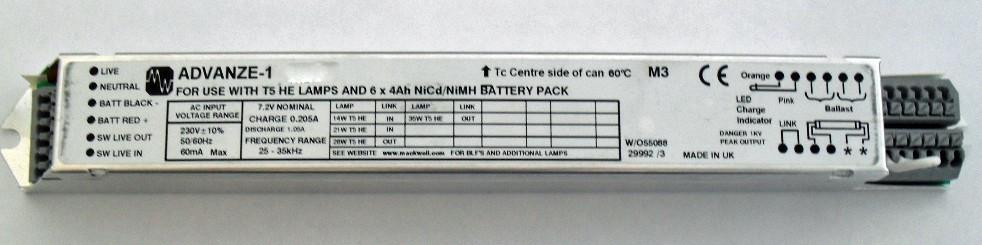 LIVE
NEUTRAL
BATT BLACK -
BATT RED +
SW LIVE OUT
SW LIVE IN
MW ADVANZE-1
Tc Centre side of can 60°C M3 CE
FOR USE WITH T5 HE LAMPS AND 6 x 4Ah NiCd/NiMH BATTERY PACK
AC INPUT
VOLTAGE RANGE
230V±10%
50/60Hz
60mA Max
7.2V NOMINAL
CHARGE 0.205A
DISCHARGE 1.05A
FREQUENCY RANGE
25 - 35kHz
LAMP LINK LAMP LINK
14W T5 HE IN 35W T5 HE OUT
21W T5 HE IN
28W T5 HE OUT
SEE WEBSITE www.mackwell.com FOR BLF'S AND ADDITIONAL LAMPS
W/O55088
29992 /3 MADE IN UK
Orange
LED
Charge
Indicator
Pink
Ballast
DANGER 1KV
PEAK OUTPUT
LINK
* *